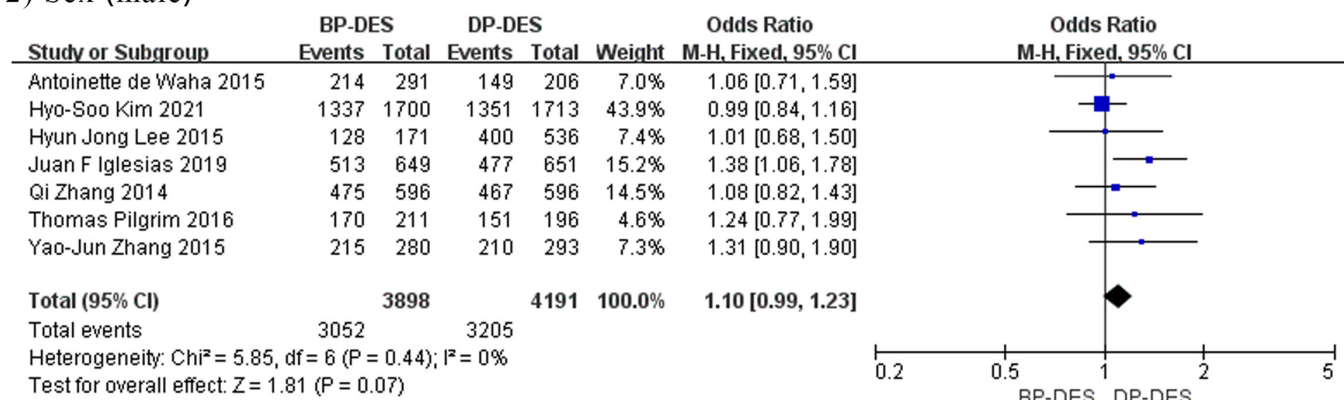 2) Sex (male)
BP-DES DP-DES Odds Ratio Odds Ratio
Study or Subgroup Events Total Events Total Weight M-H, Fixed, 95% CI M-H, Fixed, 95% CI
Antoinette de Waha 2015 214 291 149 206 7.0% 1.06 [0.71, 1.59]
Hyo-Soo Kim 2021 1337 1700 1351 1713 43.9% 0.99 [0.84, 1.16]
Hyun Jong Lee 2015 128 171 400 536 7.4% 1.01 [0.68, 1.50]
Juan F Iglesias 2019 513 649 477 651 15.2% 1.38 [1.06, 1.78]
Qi Zhang 2014 475 596 467 596 14.5% 1.08 [0.82, 1.43]
Thomas Pilgrim 2016 170 211 151 196 4.6% 1.24 [0.77, 1.99]
Yao-Jun Zhang 2015 215 280 210 293 7.3% 1.31 [0.90, 1.90]
Total (95% CI) 3898 4191 100.0% 1.10 [0.99, 1.23]
Total events 3052 3205
Heterogeneity: Chi² = 5.85, df = 6 (P = 0.44); I² = 0%
Test for overall effect: Z = 1.81 (P = 0.07)
0.2 0.5 1 2 5
BP-DES DP-DES